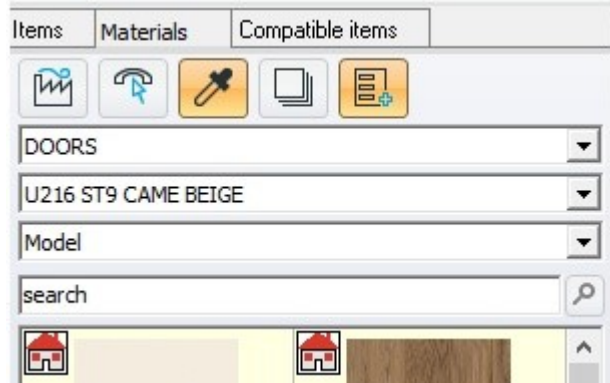 Items Materials Compatible items
DOORS
U216 ST9 CAME BEIGE
Model
search